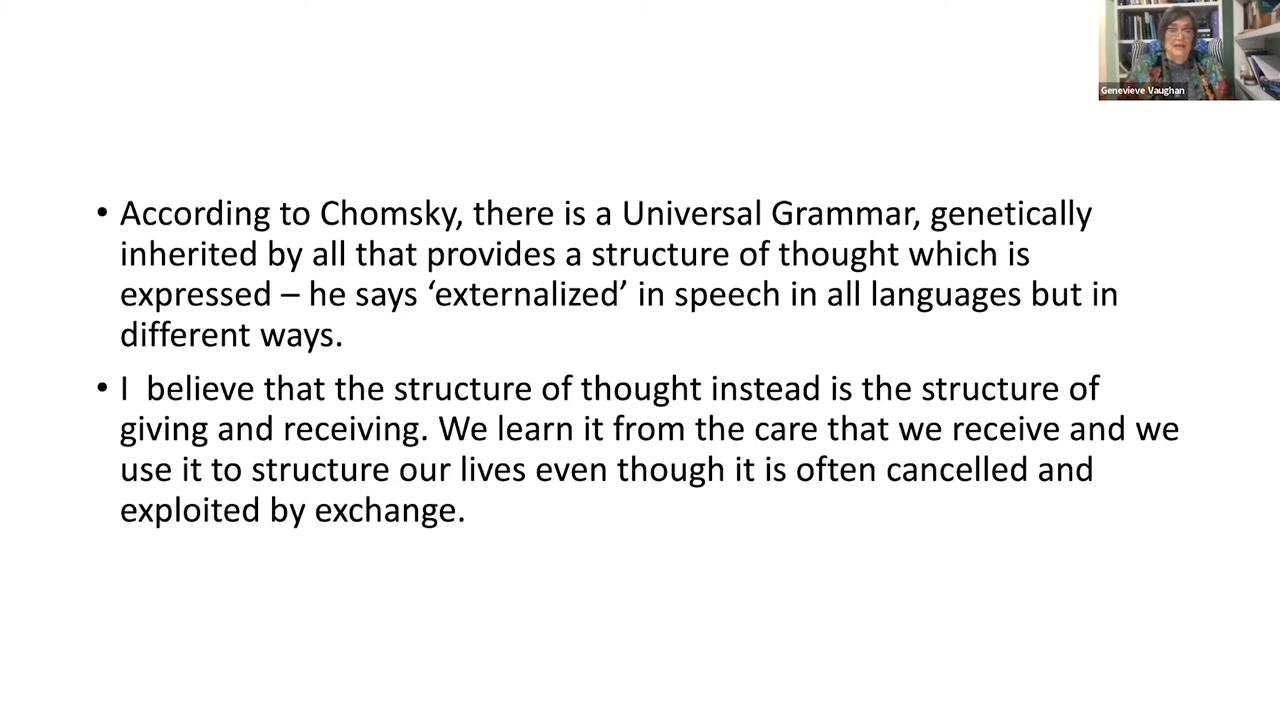 Genevieve Vaughan
• According to Chomsky, there is a Universal Grammar, genetically
inherited by all that provides a structure of thought which is
expressed – he says ‘externalized’ in speech in all languages but in
different ways.
• I  believe that the structure of thought instead is the structure of
giving and receiving. We learn it from the care that we receive and we
use it to structure our lives even though it is often cancelled and
exploited by exchange.